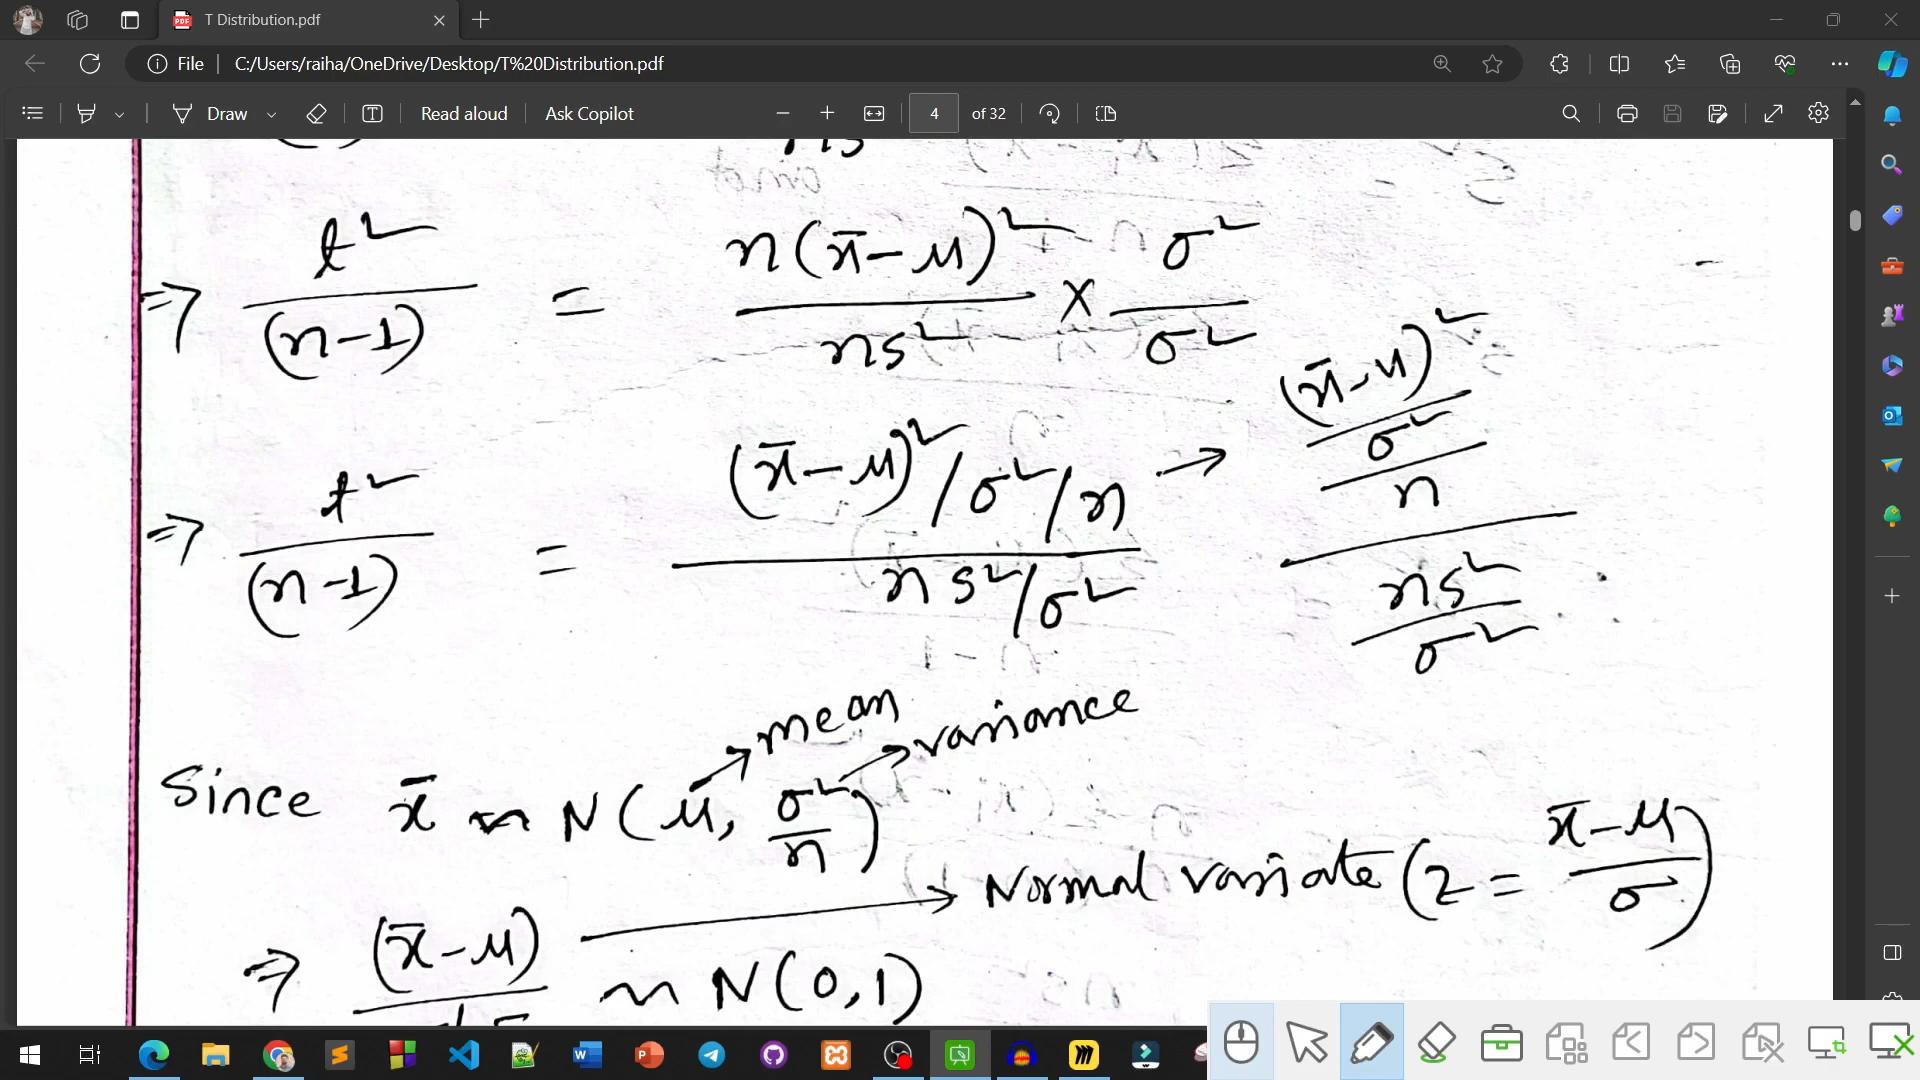 T Distribution.pdf
File
C:/Users/raiha/OneDrive/Desktop/T%20Distribution.pdf
Draw
Read aloud
Ask Copilot
4 of 32
⇒ t²/(n-1) = n(x̄-μ)²/ns² × σ²/σ²
⇒ t²/(n-1) = (x̄-μ)²/σ²/n / ns²/σ² → (x̄-μ)²/σ²/n / ns²/σ²
→ mean → variance
Since x̄ ~ N(μ, σ²/n)
→ Normal variate (z = x̄-μ/σ)
⇒ (x̄-μ) ~ N(0,1)